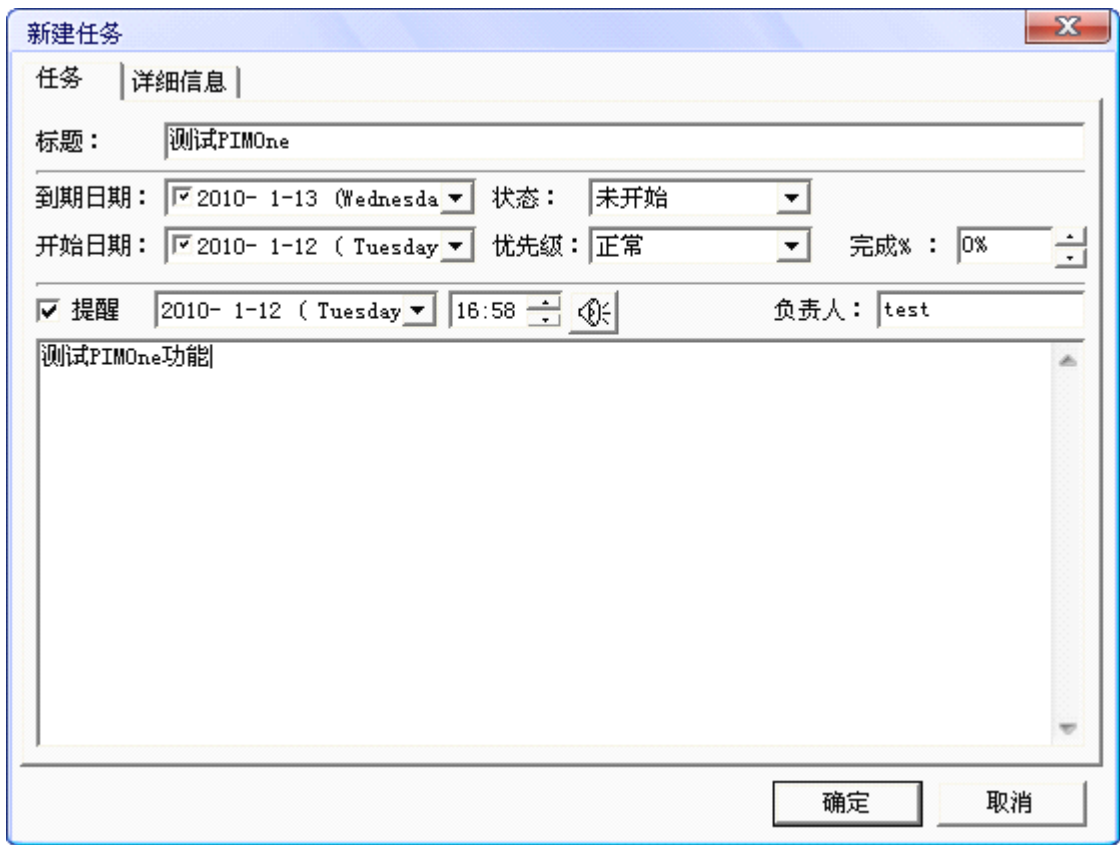 新建任务
任务 详细信息
标题： 测试PIMOne
到期日期： 2010- 1-13 (Wednesda 状态： 未开始
开始日期： 2010- 1-12 ( Tuesday 优先级： 正常 完成% ： 0%
提醒 2010- 1-12 ( Tuesday 16:58 负责人： test
测试PIMOne功能
确定 取消